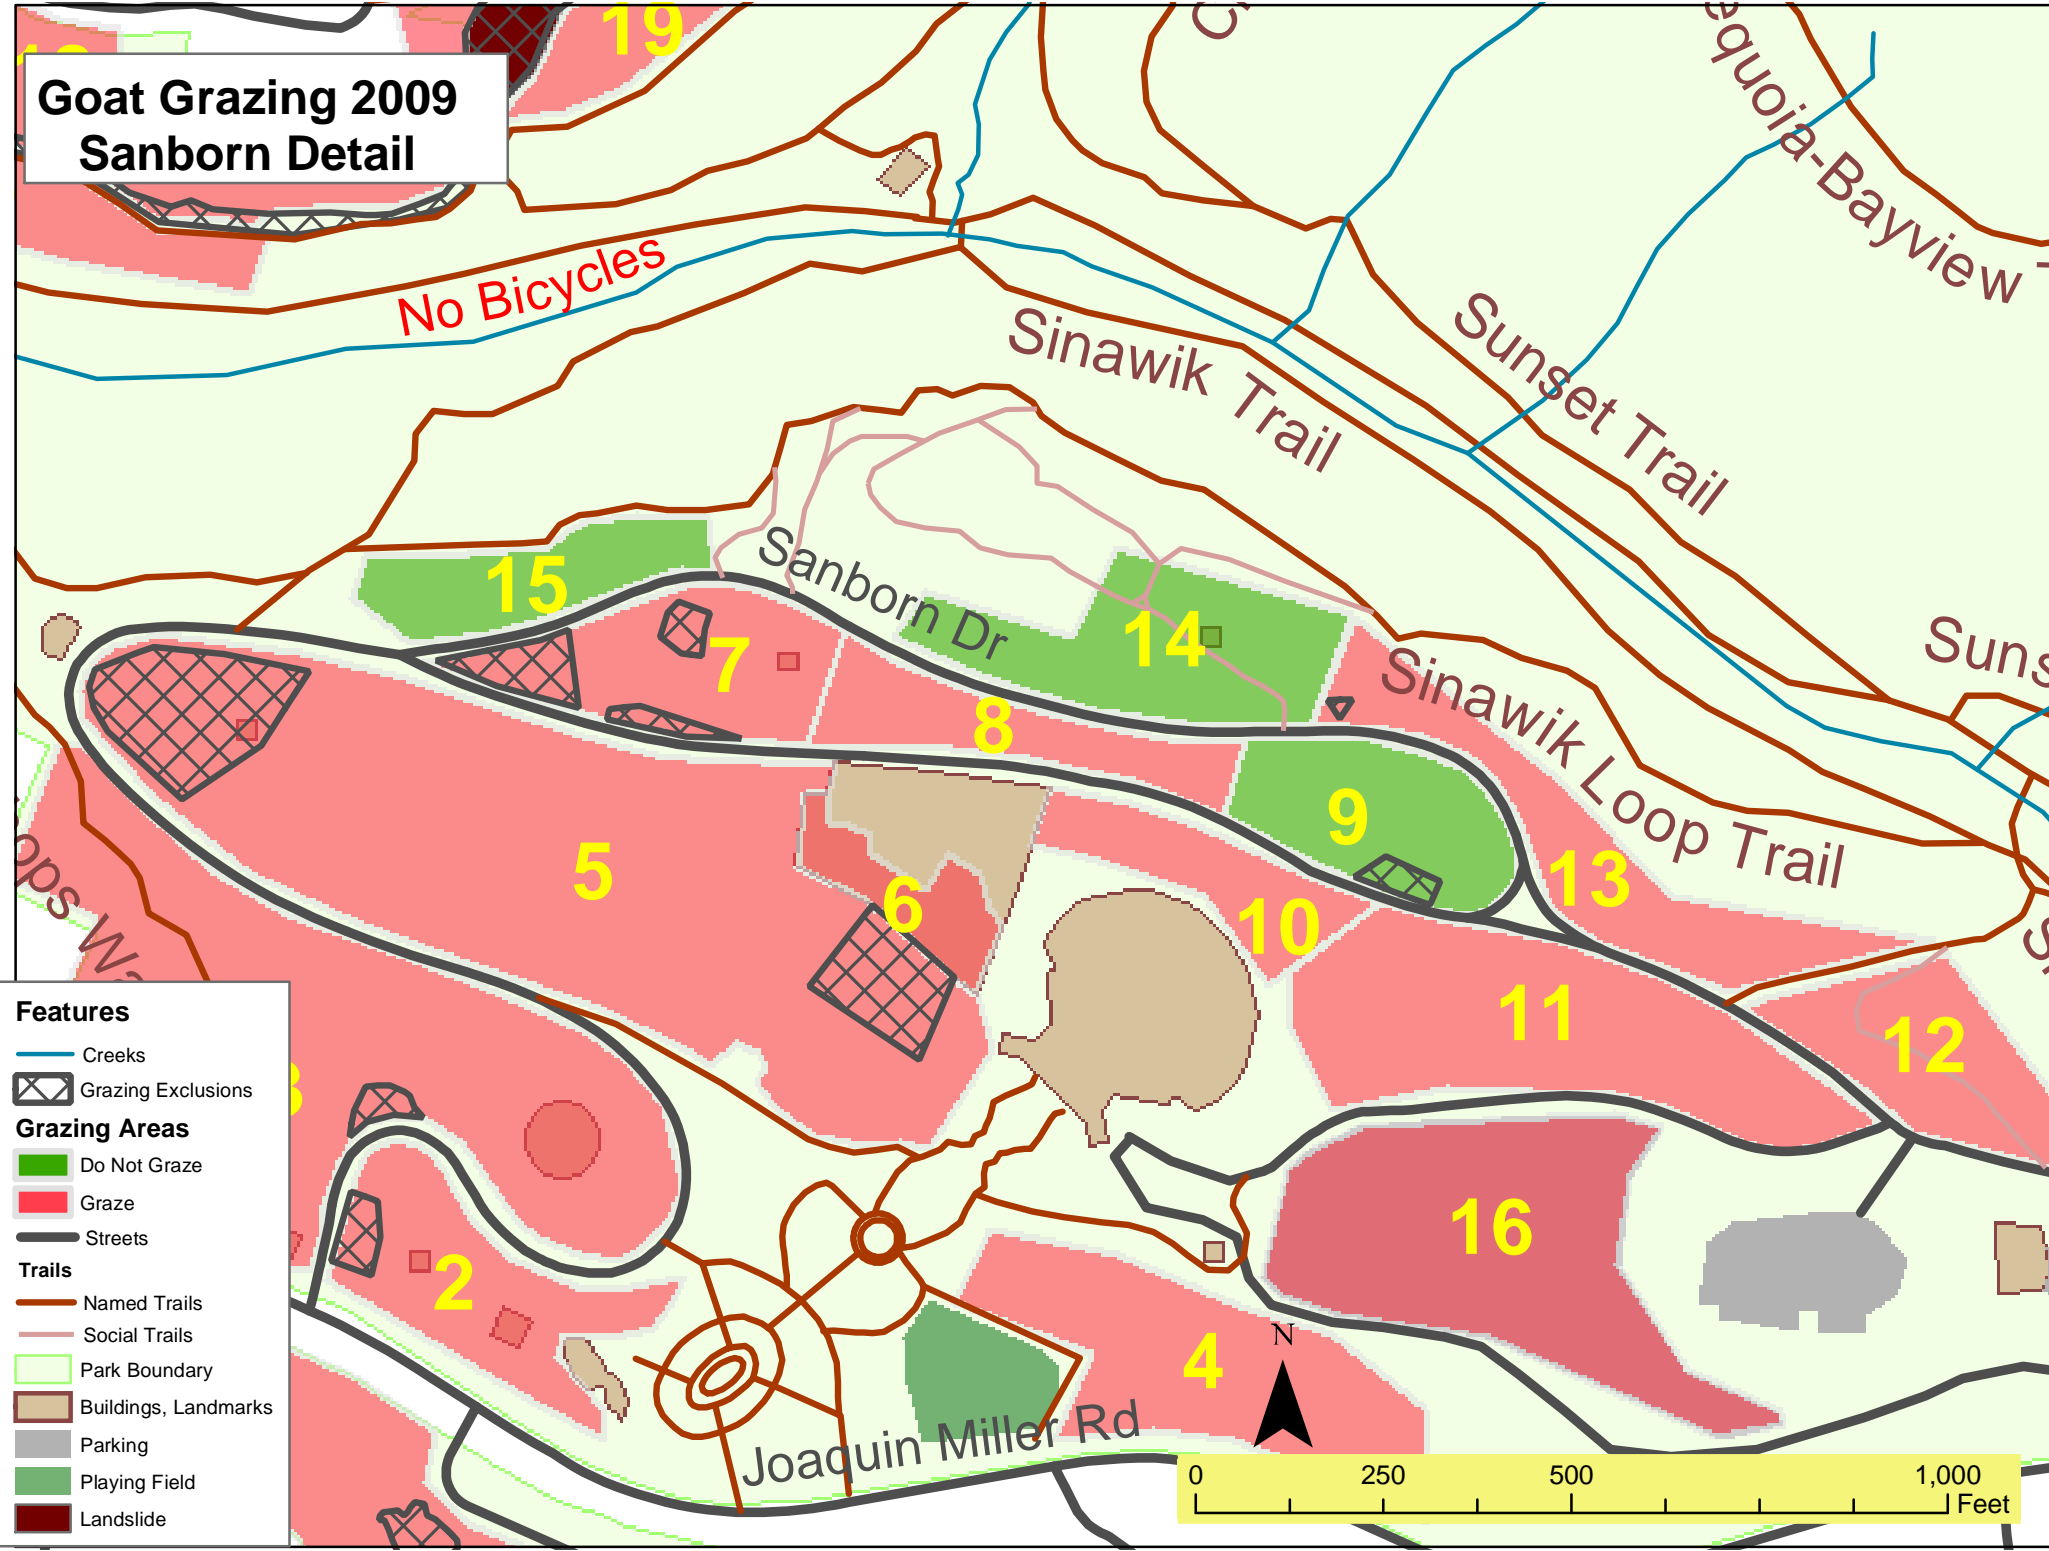 19
Goat Grazing 2009
Sanborn Detail
equoia-Bayview T
No Bicycles
Sinawik Trail
Sunset Trail
Sanborn Dr
15
14
7
8
Suns
Sinawik Loop Trail
9
5
13
6
10
ops Wa
11
12
16
2
4
N
Joaquin Miller Rd
Features
Creeks
Grazing Exclusions
Grazing Areas
Do Not Graze
Graze
Streets
Trails
Named Trails
Social Trails
Park Boundary
Buildings, Landmarks
Parking
Playing Field
Landslide
0 250 500 1,000
Feet